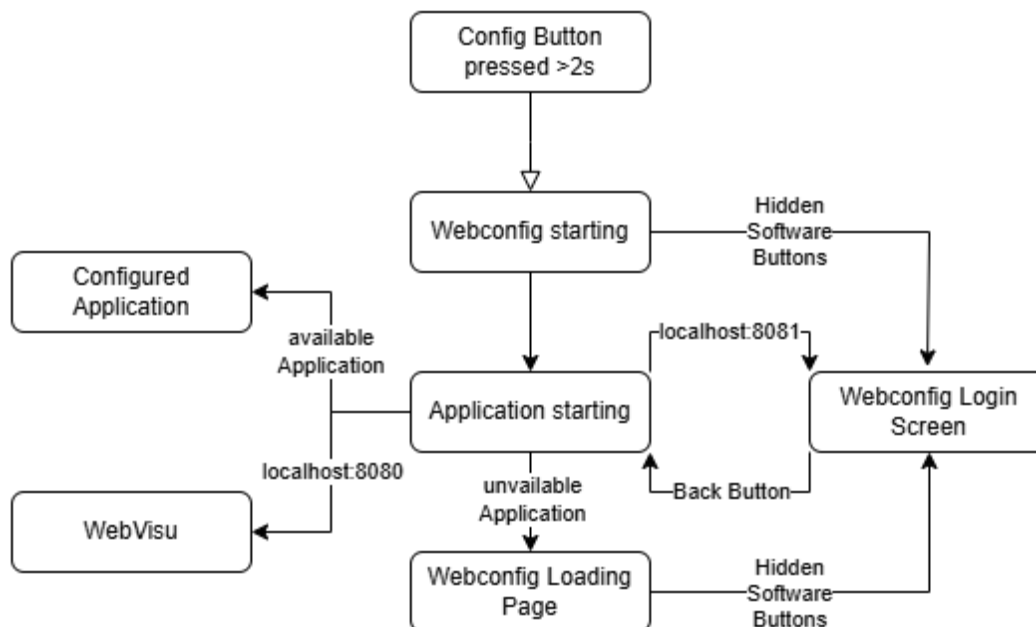 Config Button
pressed >2s
Webconfig starting
Hidden
Software
Buttons
Configured
Application
available
Application
localhost:8081
Application starting
Webconfig Login
Screen
localhost:8080
unvailable
Application
Back Button
WebVisu
Webconfig Loading
Page
Hidden
Software
Buttons